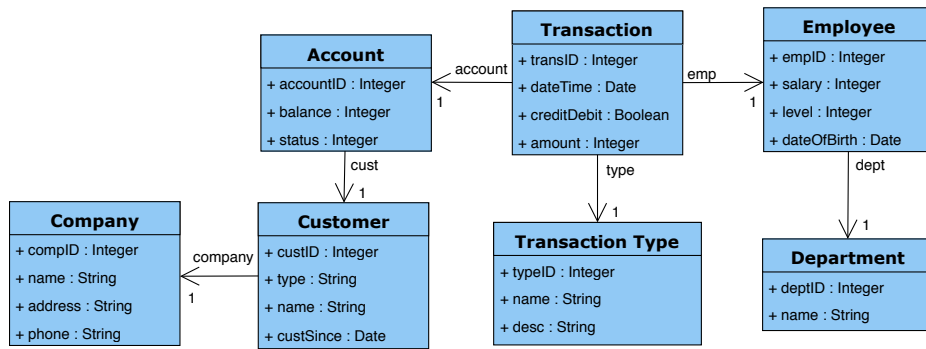 Account
+ accountID : Integer
+ balance : Integer
+ status : Integer
account
1
Transaction
+ transID : Integer
+ dateTime : Date
+ creditDebit : Boolean
+ amount : Integer
emp
1
Employee
+ empID : Integer
+ salary : Integer
+ level : Integer
+ dateOfBirth : Date
cust
1
type
1
dept
1
Company
+ compID : Integer
+ name : String
+ address : String
+ phone : String
company
1
Customer
+ custID : Integer
+ type : String
+ name : String
+ custSince : Date
Transaction Type
+ typeID : Integer
+ name : String
+ desc : String
Department
+ deptID : Integer
+ name : String